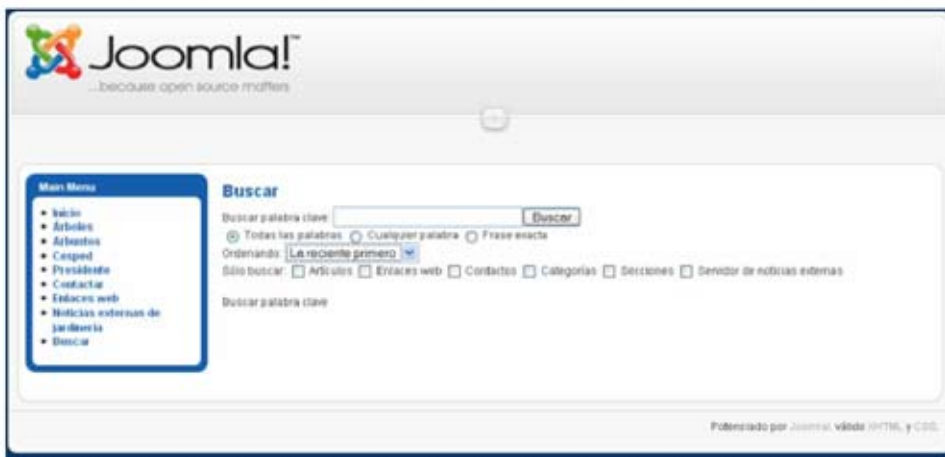 Joomla!™
...because open source matters
Main Menu
Inicio
Árboles
Arbustos
Cesped
Presidente
Contactar
Enlaces web
Noticias externas de
jardinería
Buscar
Buscar
Buscar palabra clave Buscar
Todas las palabras Cualquier palabra Frase exacta
Ordenando: La reciente primero
Sólo buscar: Artículos Enlaces web Contactos Categorías Secciones Servidor de noticias externas
Buscar palabra clave
Potenciado por Joomla!, válido XHTML y CSS.